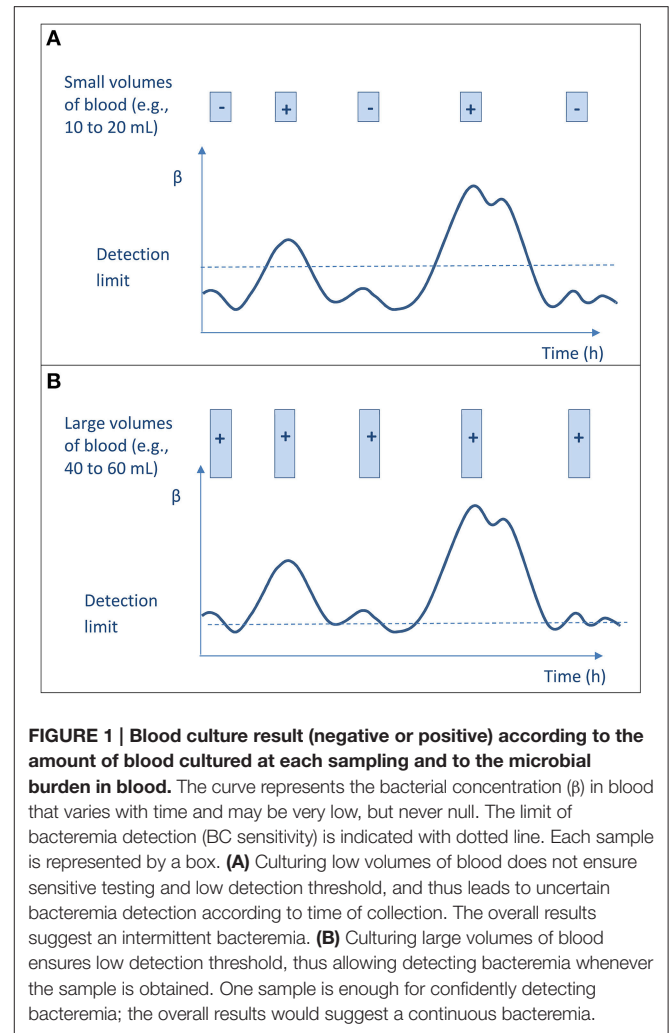 A
Small volumes
of blood (e.g.,
10 to 20 mL)
-
+
-
+
-
β
Detection
limit
Time (h)
B
Large volumes
of blood (e.g.,
40 to 60 mL)
+
+
+
+
+
β
Detection
limit
Time (h)
FIGURE 1 | Blood culture result (negative or positive) according to the
amount of blood cultured at each sampling and to the microbial
burden in blood. The curve represents the bacterial concentration (β) in blood
that varies with time and may be very low, but never null. The limit of
bacteremia detection (BC sensitivity) is indicated with dotted line. Each sample
is represented by a box. (A) Culturing low volumes of blood does not ensure
sensitive testing and low detection threshold, and thus leads to uncertain
bacteremia detection according to time of collection. The overall results
suggest an intermittent bacteremia. (B) Culturing large volumes of blood
ensures low detection threshold, thus allowing detecting bacteremia whenever
the sample is obtained. One sample is enough for confidently detecting
bacteremia; the overall results would suggest a continuous bacteremia.